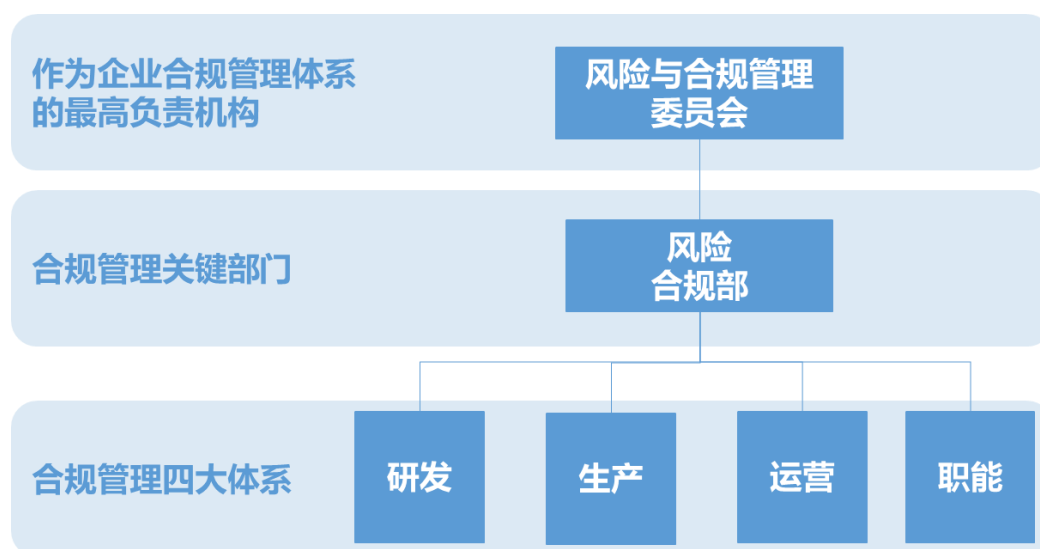 作为企业合规管理体系
的最高负责机构
风险与合规管理
委员会
合规管理关键部门
风险
合规部
合规管理四大体系
研发
生产
运营
职能